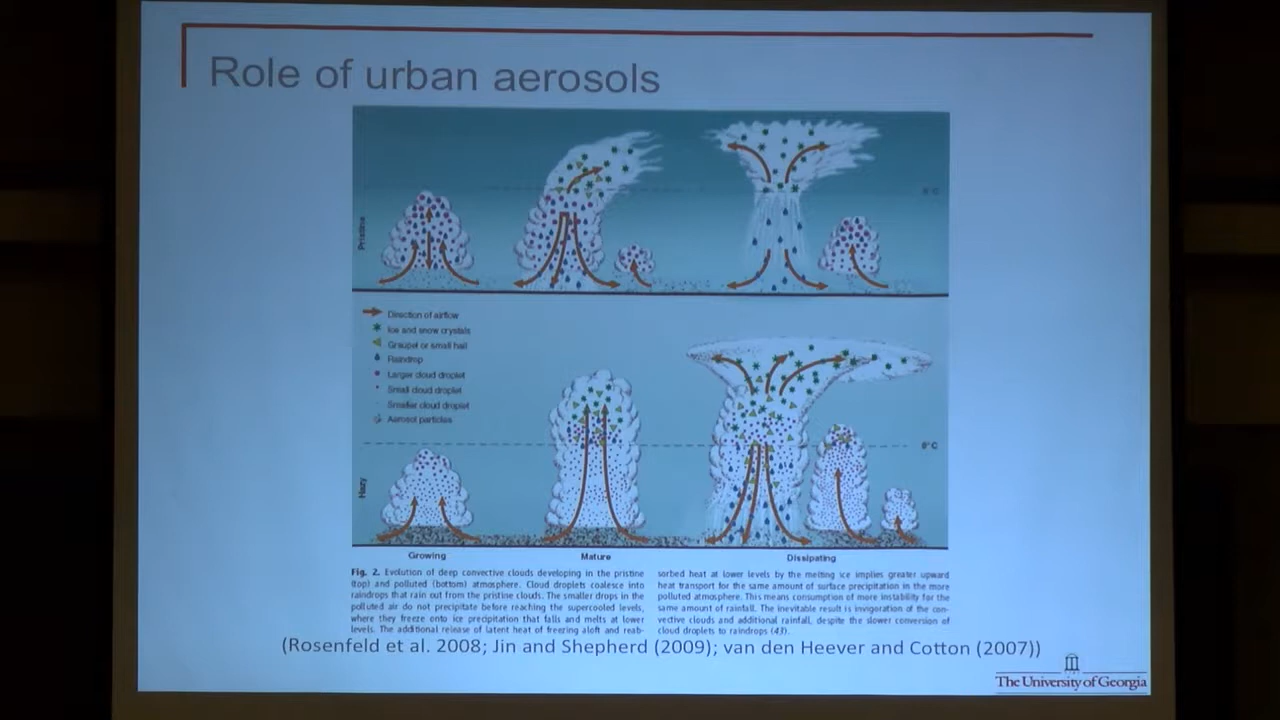 Role of urban aerosols
Pristine
Direction of airflow
Ice and snow crystals
Graupel or small hail
Raindrop
Larger cloud droplet
Small cloud droplet
Smaller cloud droplet
Aerosol particles
0°C
Hazy
Growing
Mature
Dissipating
Fig. 2. Evolution of deep convective clouds developing in the pristine
(top) and polluted (bottom) atmosphere. Cloud droplets coalesce into
raindrops that rain out from the pristine clouds. The smaller drops in the
polluted air do not precipitate before reaching the supercooled levels,
where they freeze onto ice precipitation that falls and melts at lower
levels. The additional release of latent heat of freezing aloft and reab-
sorbed heat at lower levels by the melting ice implies greater upward
heat transport for the same amount of surface precipitation in the more
polluted atmosphere. This means consumption of more instability for the
same amount of rainfall. The inevitable result is invigoration of the con-
vective clouds and additional rainfall, despite the slower conversion of
cloud droplets to raindrops (43).
(Rosenfeld et al. 2008; Jin and Shepherd (2009); van den Heever and Cotton (2007))
The University of Georgia